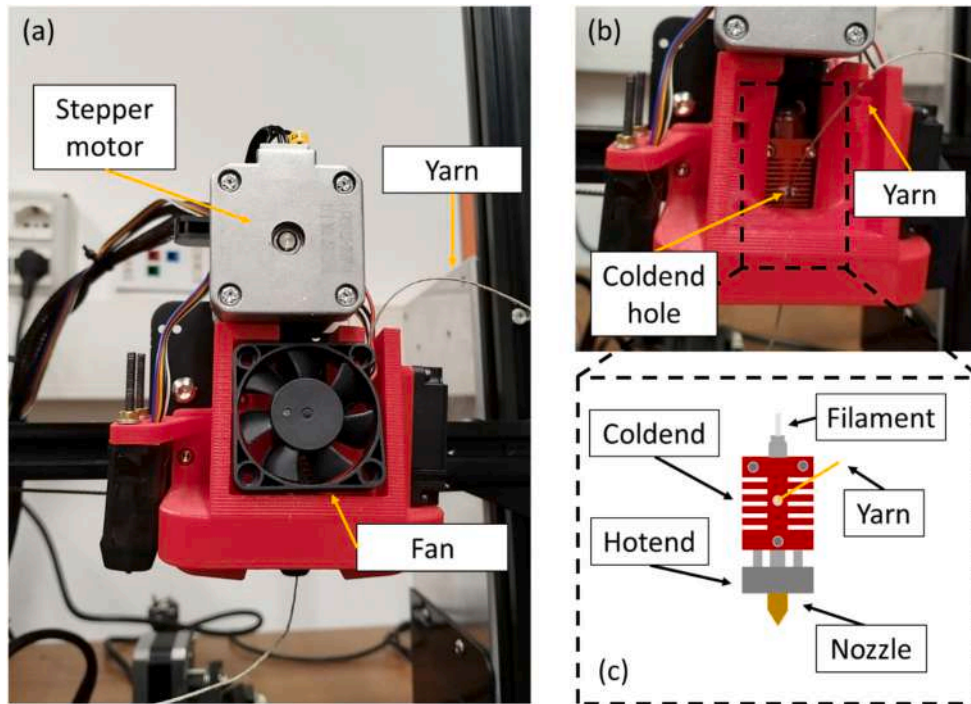 (a)
Stepper
motor
Yarn
Fan
(b)
Yarn
Coldend
hole
Filament
Coldend
Yarn
Hotend
Nozzle
(c)